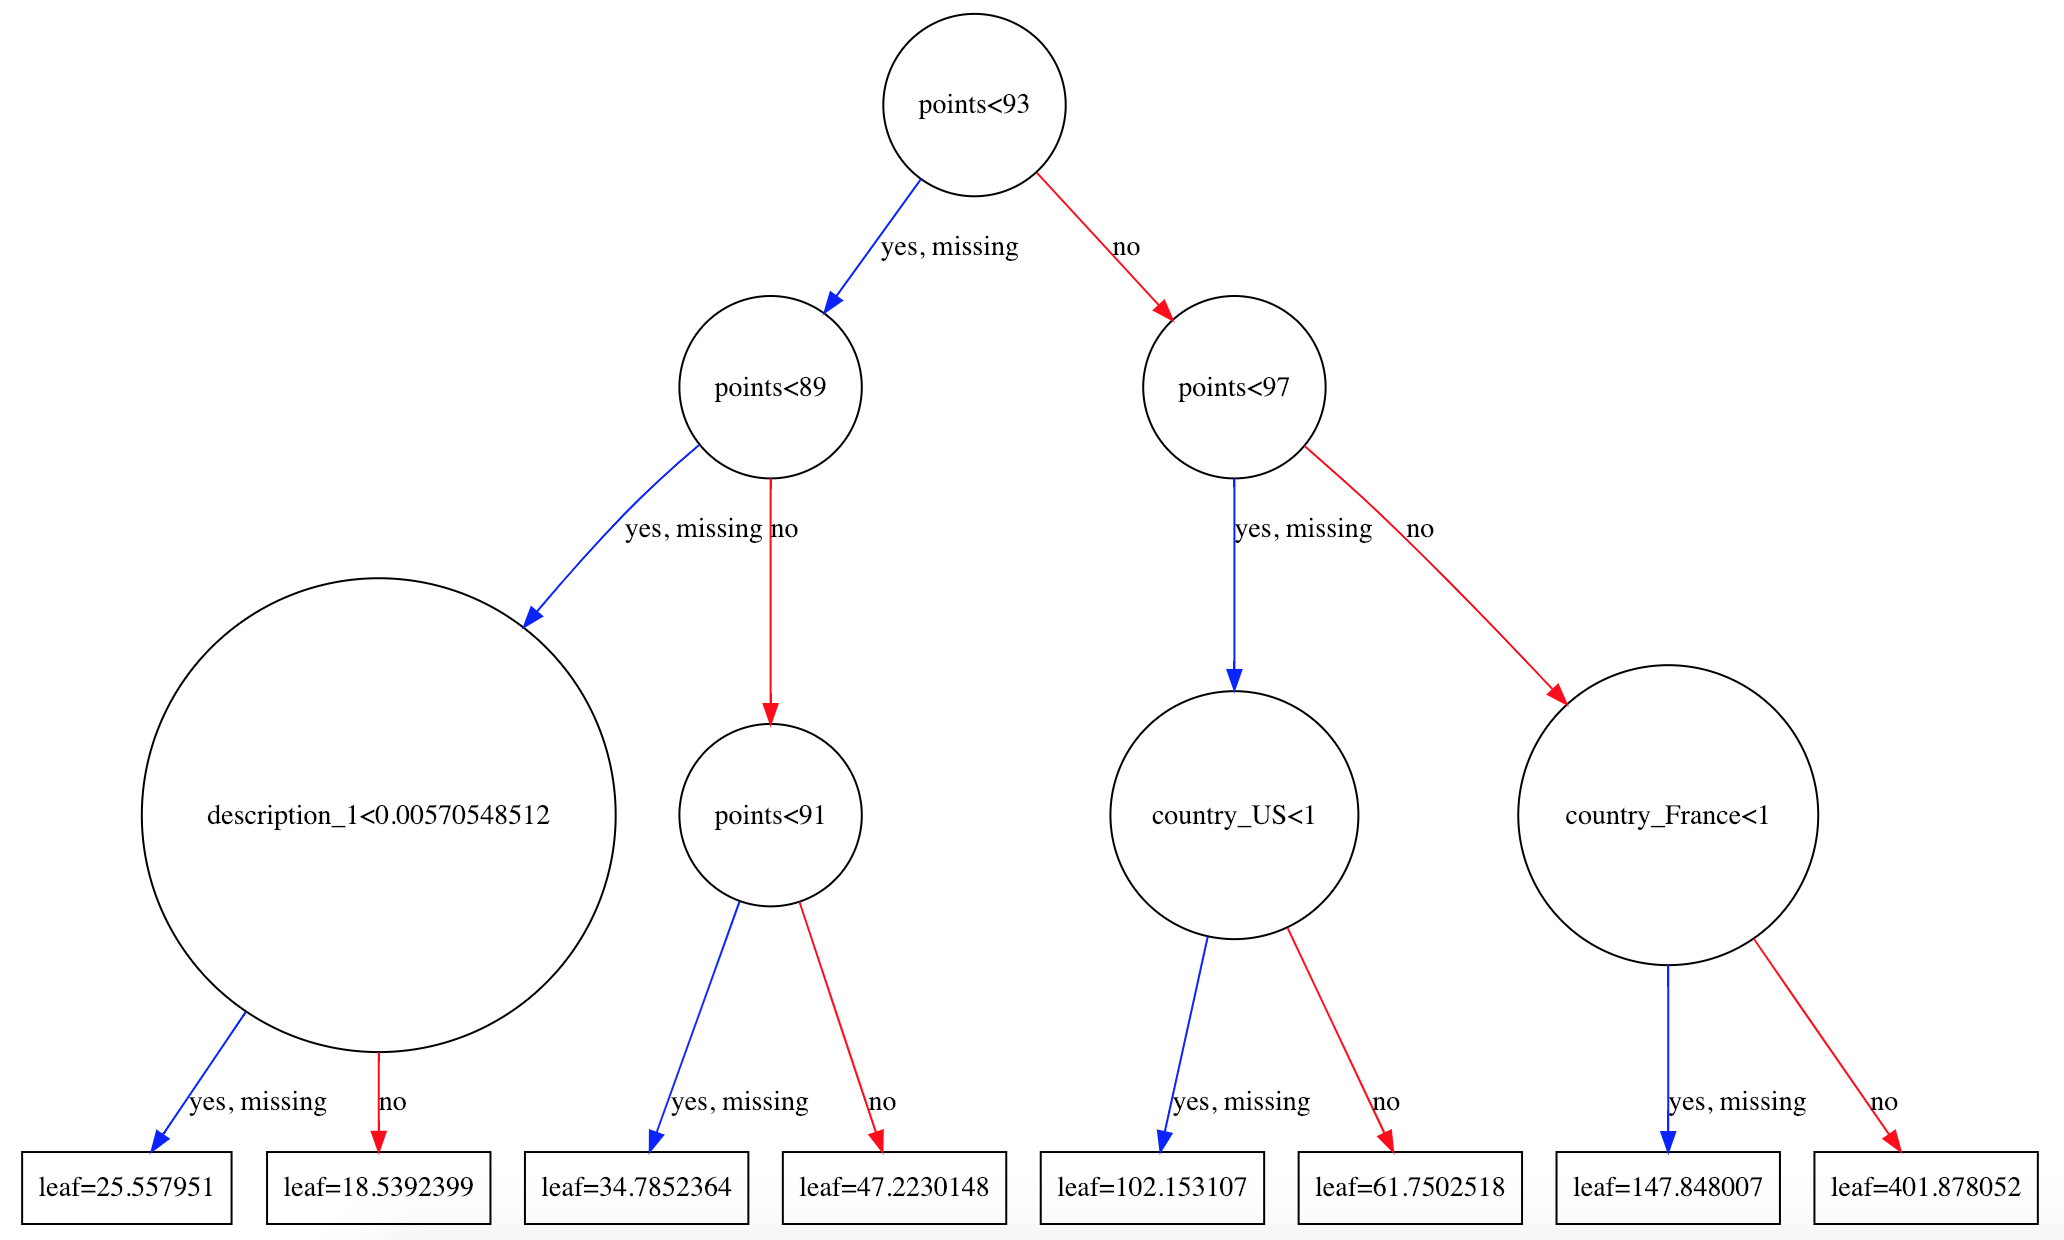 points<93
yes, missing
no
points<89
points<97
yes, missing
no
yes, missing
no
description_1<0.00570548512
points<91
country_US<1
country_France<1
yes, missing
no
yes, missing
no
yes, missing
no
yes, missing
no
leaf=25.557951
leaf=18.5392399
leaf=34.7852364
leaf=47.2230148
leaf=102.153107
leaf=61.7502518
leaf=147.848007
leaf=401.878052